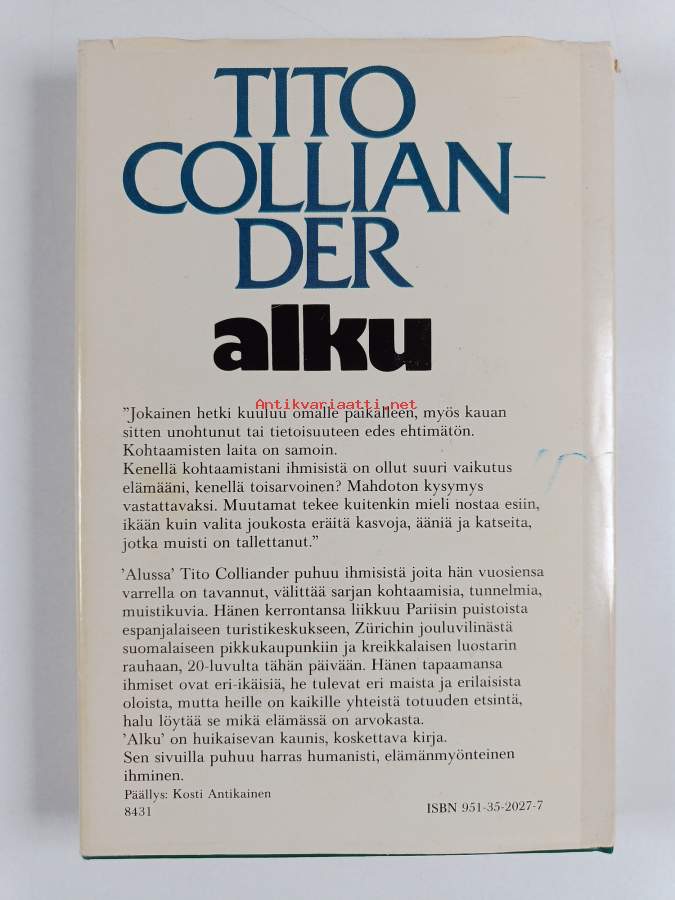 TITO
COLLIAN-
DER
alku
Antikvariaatti.net
"Jokainen hetki kuuluu omalle paikalleen, myös kauan
sitten unohtunut tai tietoisuuteen edes ehtimätön.
Kohtaamisten laita on samoin.
Kenellä kohtaamistani ihmisistä on ollut suuri vaikutus
elämääni, kenellä toisarvoinen? Mahdoton kysymys
vastattavaksi. Muutamat tekee kuitenkin mieli nostaa esiin,
ikään kuin valita joukosta eräitä kasvoja, ääniä ja katseita,
jotka muisti on tallettanut."
'Alussa' Tito Colliander puhuu ihmisistä joita hän vuosiensa
varrella on tavannut, välittää sarjan kohtaamisia, tunnelmia,
muistikuvia. Hänen kerrontansa liikkuu Pariisin puistoista
espanjalaiseen turistikeskukseen, Zürichin jouluvilinästä
suomalaiseen pikkukaupunkiin ja kreikkalaisen luostarin
rauhaan, 20-luvulta tähän päivään. Hänen tapaamansa
ihmiset ovat eri-ikäisiä, he tulevat eri maista ja erilaisista
oloista, mutta heille on kaikille yhteistä totuuden etsintä,
halu löytää se mikä elämässä on arvokasta.
'Alku' on huikaisevan kaunis, koskettava kirja.
Sen sivuilla puhuu harras humanisti, elämänmyönteinen
ihminen.
Päällys: Kosti Antikainen
8431
ISBN 951-35-2027-7